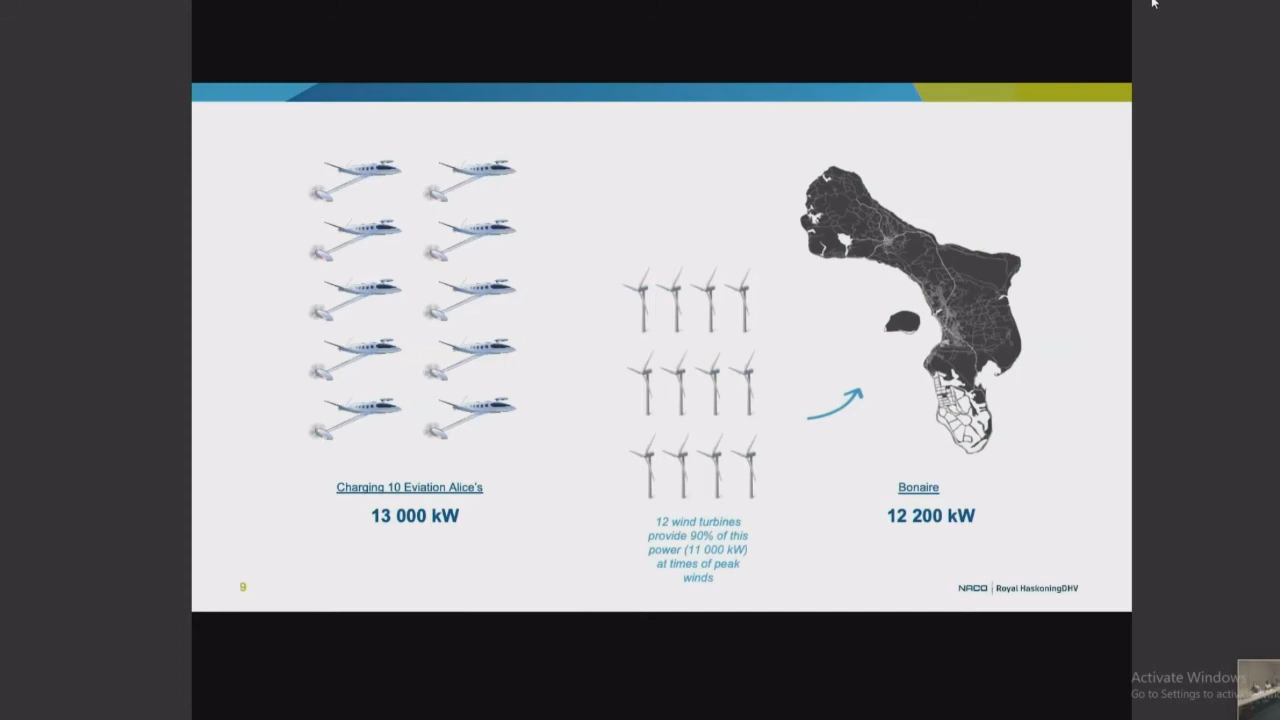 Charging 10 Eviation Alice's
13 000 kW
12 wind turbines
provide 90% of this
power (11 000 kW)
at times of peak
winds
Bonaire
12 200 kW
9
NACO | Royal HaskoningDHV
Activate Windows
Go to Settings to